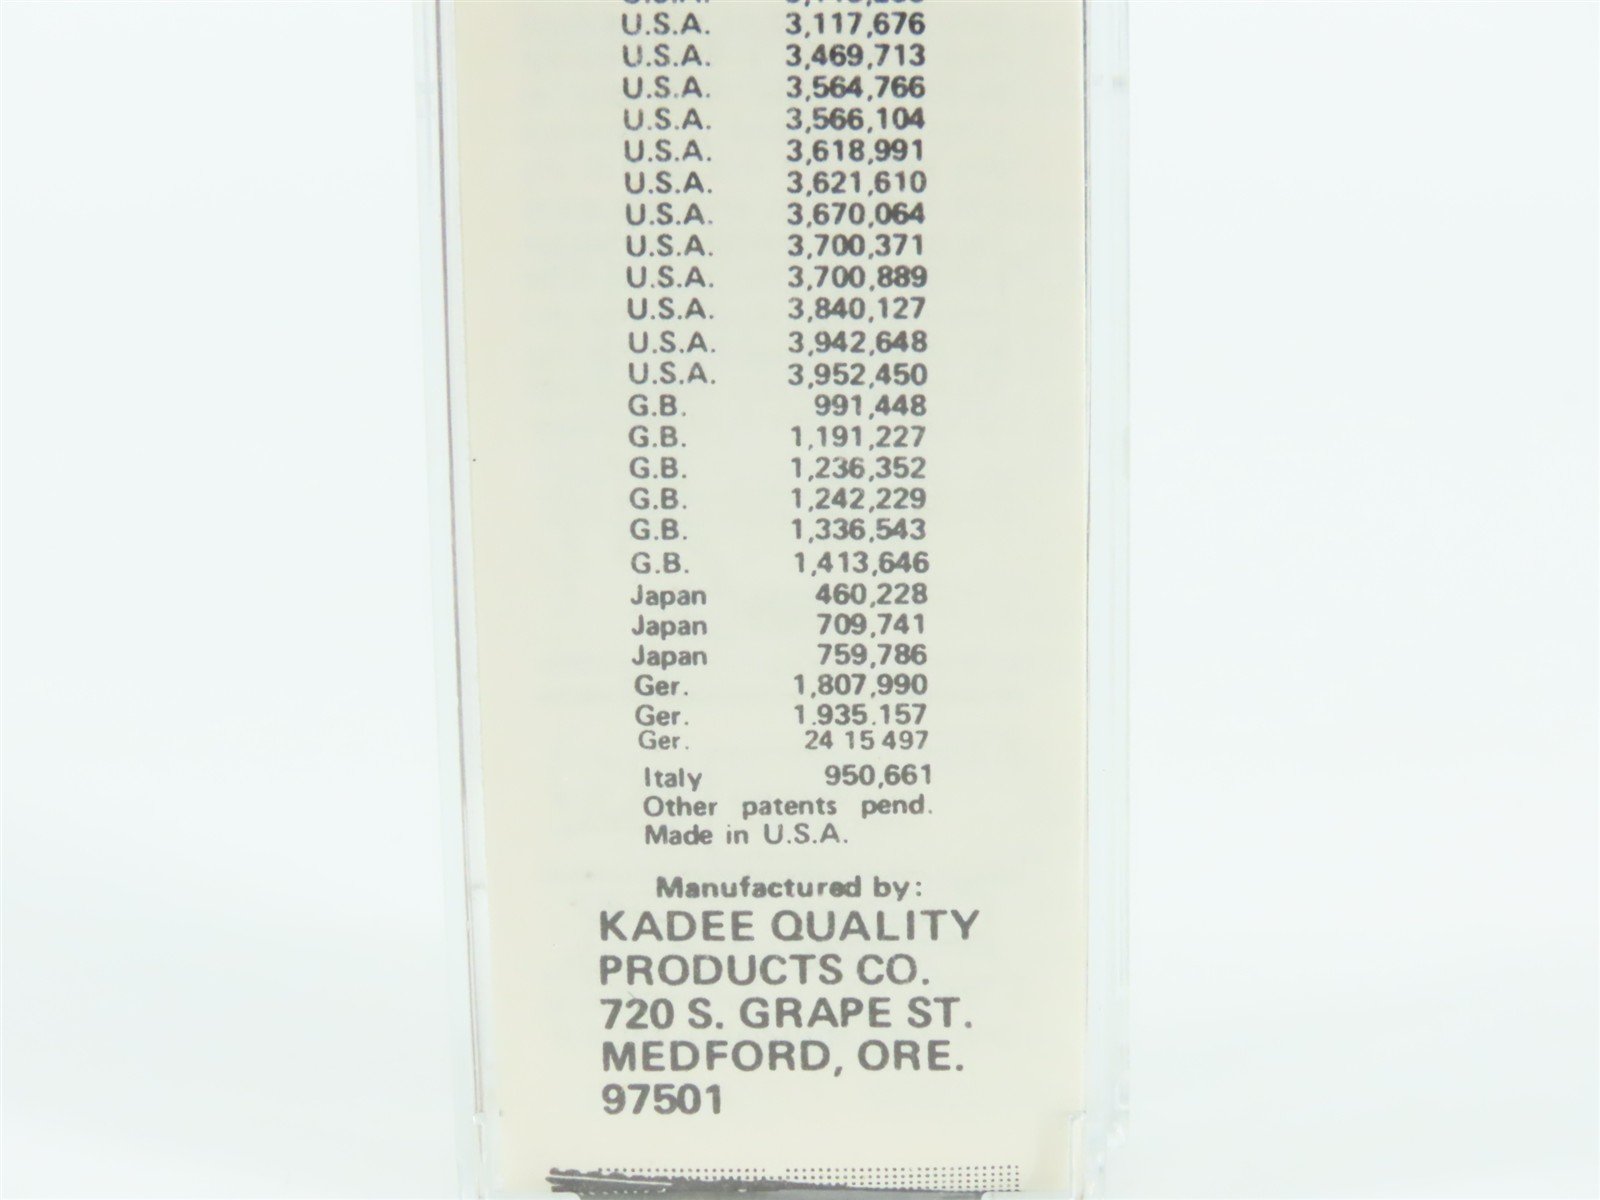 U.S.A. 3,117,676
U.S.A. 3,469,713
U.S.A. 3,564,766
U.S.A. 3,566,104
U.S.A. 3,618,991
U.S.A. 3,621,610
U.S.A. 3,670,064
U.S.A. 3,700,371
U.S.A. 3,700,889
U.S.A. 3,840,127
U.S.A. 3,942,648
U.S.A. 3,952,450
G.B. 991,448
G.B. 1,191,227
G.B. 1,236,352
G.B. 1,242,229
G.B. 1,336,543
G.B. 1,413,646
Japan 460,228
Japan 709,741
Japan 759,786
Ger. 1,807,990
Ger. 1.935.157
Ger. 24 15 497
Italy 950,661
Other patents pend.
Made in U.S.A.
Manufactured by:
KADEE QUALITY
PRODUCTS CO.
720 S. GRAPE ST.
MEDFORD, ORE.
97501